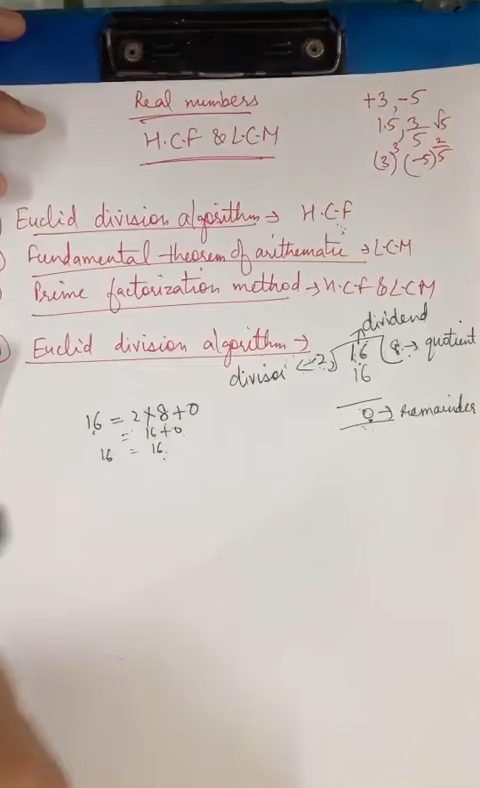 Real numbers
H.C.F & L.C.M
+3, -5
1.5, 3/5 √5
(3)³ (-5)^2/5
Euclid division algorithm → H.C.F
Fundamental theorem of arithematic → L.C.M
Prime factorization method → H.C.F & L.C.M
Euclid division algorithm →
dividend
divisor ← 2) 16 (8 → quotient
16
0 → remainder
16 = 2 × 8 + 0
= 16 + 0
16 = 16